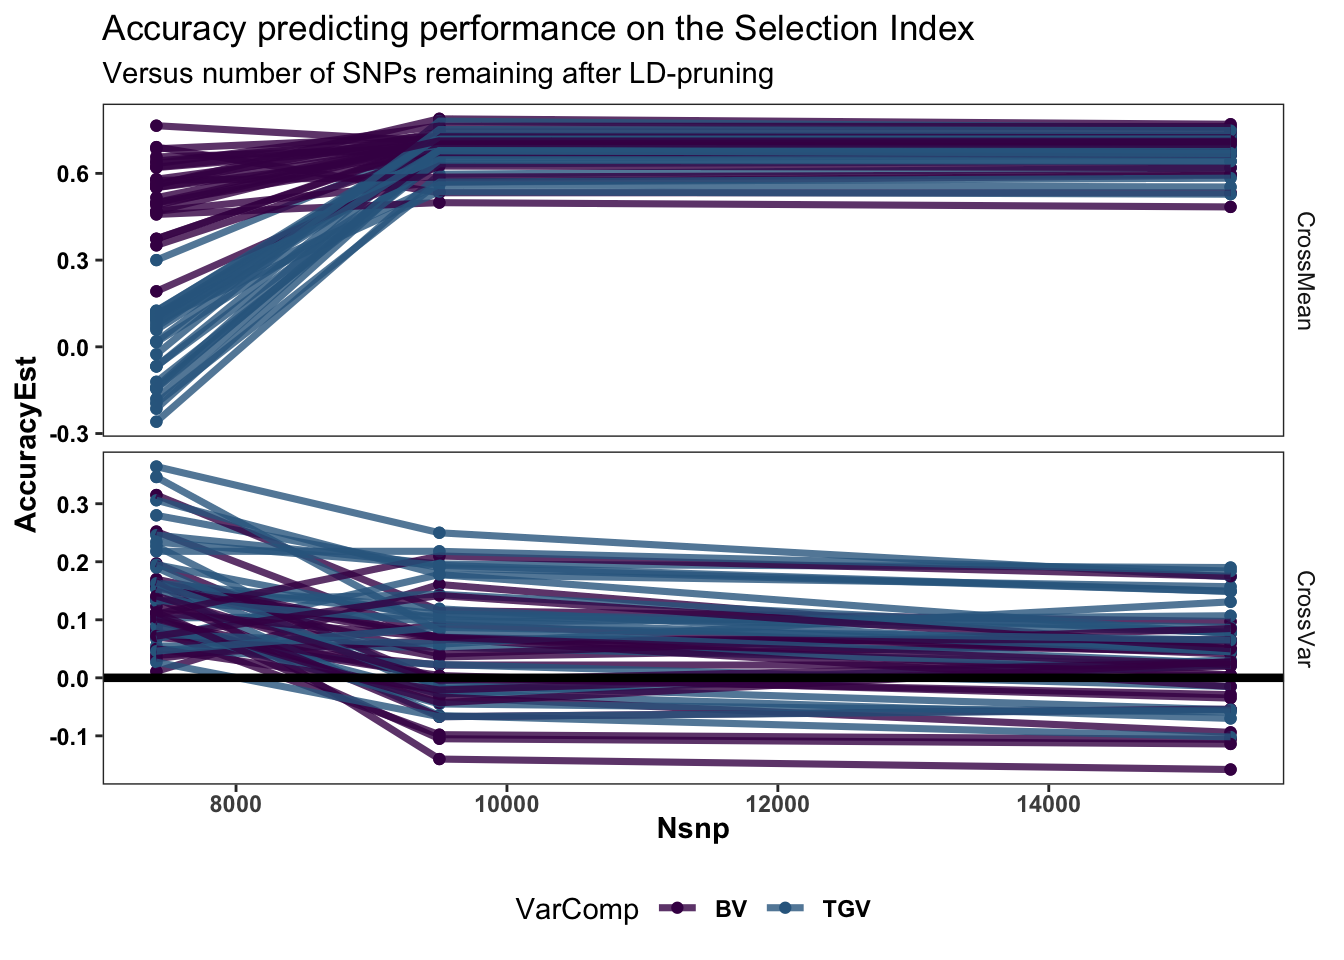 Accuracy predicting performance on the Selection Index
Versus number of SNPs remaining after LD-pruning
AccuracyEst
0.6
0.3
0.0
-0.3
CrossMean
0.3
0.2
0.1
0.0
-0.1
CrossVar
8000 10000 12000 14000
Nsnp
VarComp BV TGV